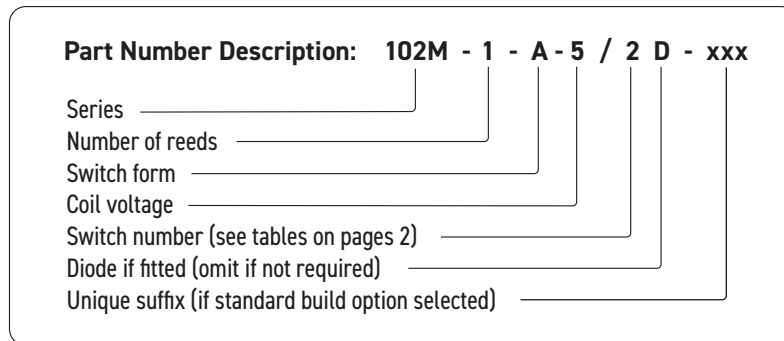 Part Number Description: 102M - 1 - A - 5 / 2 D - xxx
Series
Number of reeds
Switch form
Coil voltage
Switch number (see tables on pages 2)
Diode if fitted (omit if not required)
Unique suffix (if standard build option selected)